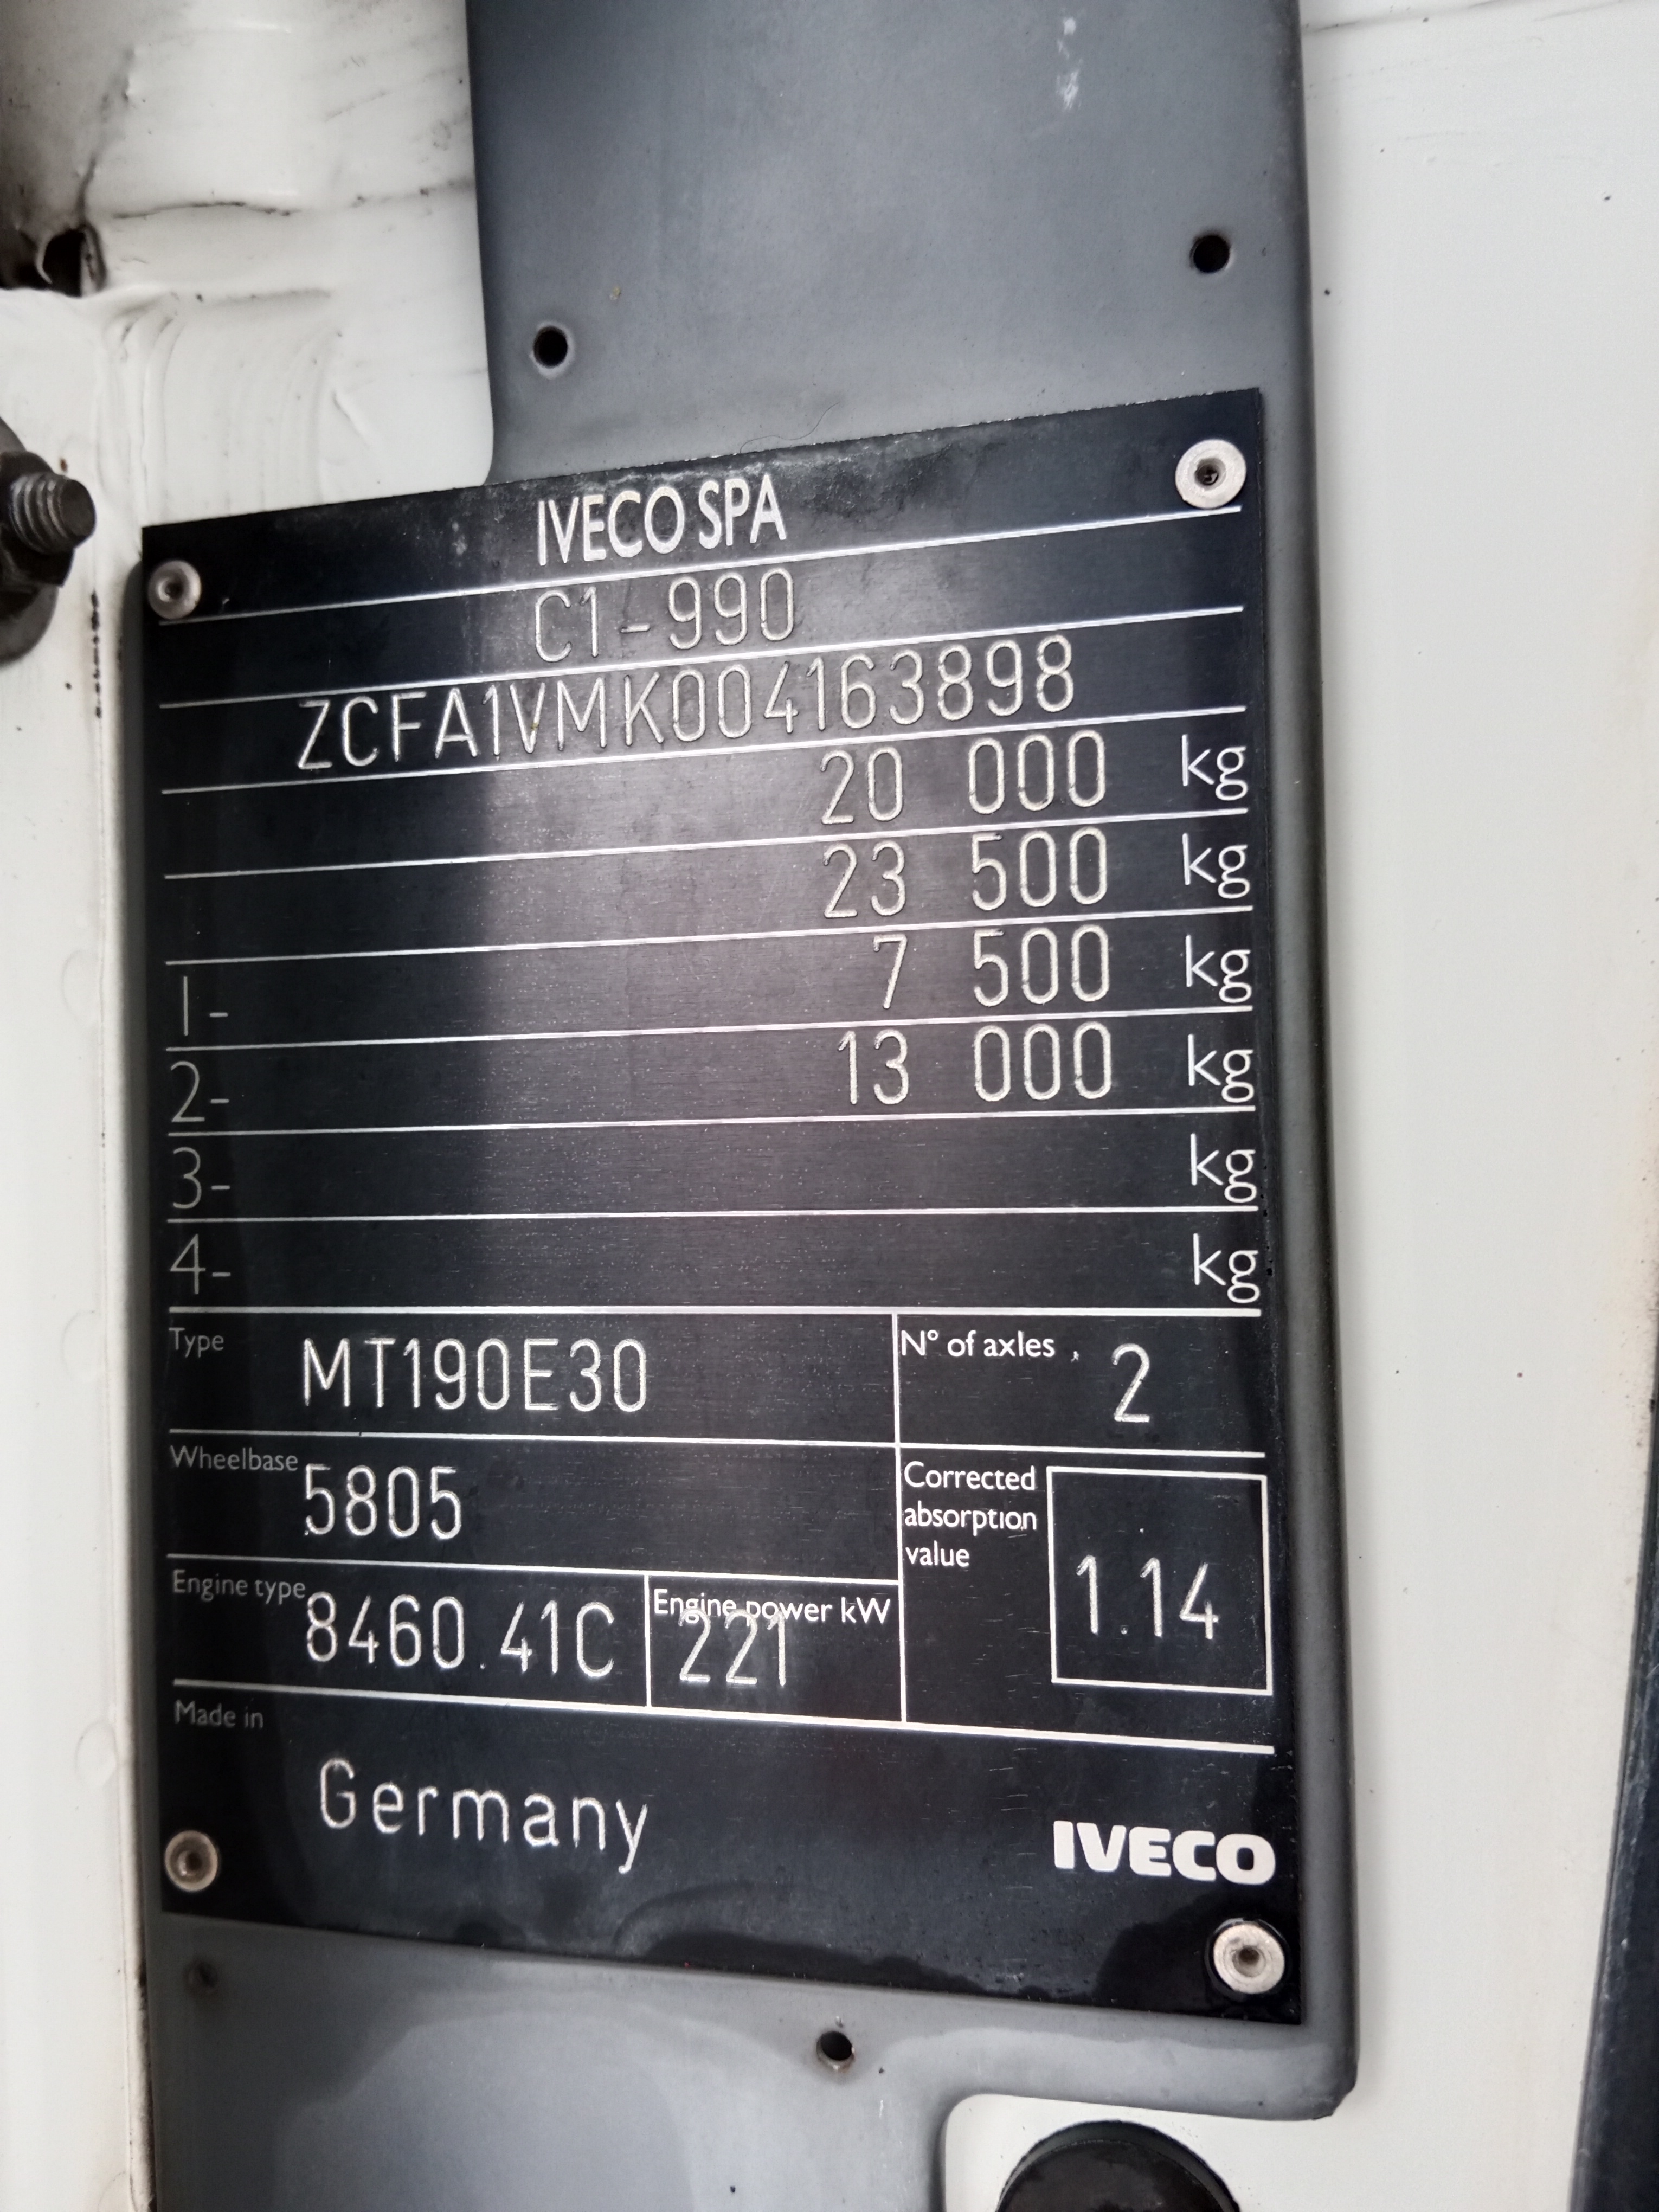 IVECO SPA
C1-990
ZCFA1VMK004163898
20 000 kg
23 500 kg
1- 7 500 kg
2- 13 000 kg
3- kg
4- kg
Type MT190E30 N° of axles 2
Wheelbase 5805
Corrected absorption value 1.14
Engine type 8460.41C Engine power kW 221
Made in
Germany
IVECO